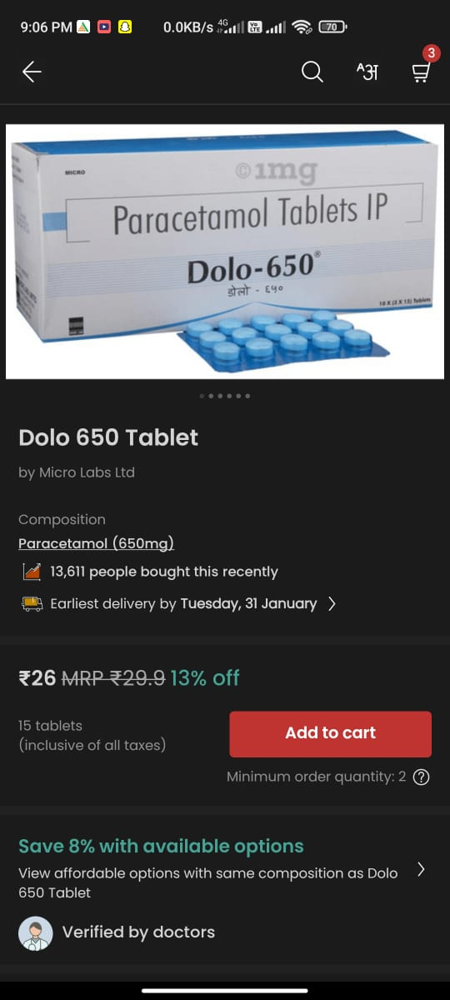 9:06 PM 0.0KB/s 4G Vo LTE 70
3
A अ
©1mg
MICRO
Paracetamol Tablets IP
Dolo-650®
डोलो - ६५०
10 X (2 X 15) Tablets
Dolo 650 Tablet
by Micro Labs Ltd
Composition
Paracetamol (650mg)
13,611 people bought this recently
Earliest delivery by Tuesday, 31 January
₹26 MRP ₹29.9 13% off
15 tablets
(inclusive of all taxes)
Add to cart
Minimum order quantity: 2 ?
Save 8% with available options
View affordable options with same composition as Dolo
650 Tablet
Verified by doctors